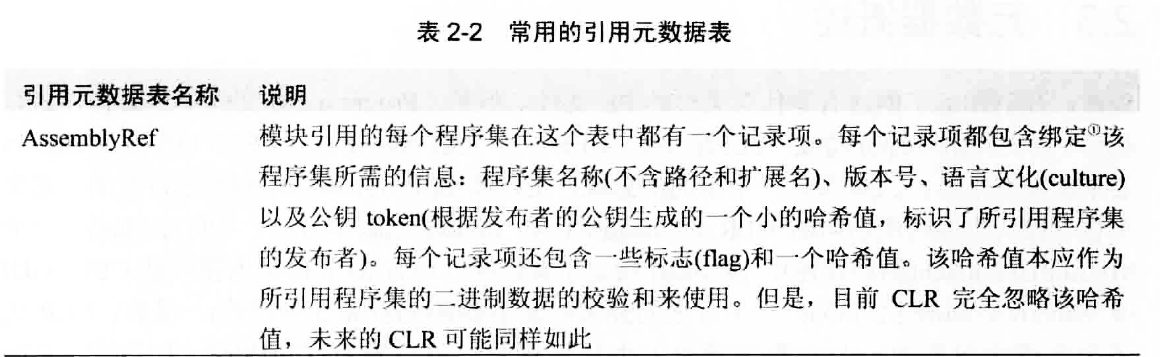 表 2-2 常用的引用元数据表
引用元数据表名称 说明
AssemblyRef 模块引用的每个程序集在这个表中都有一个记录项。每个记录项都包含绑定①该
程序集所需的信息：程序集名称(不含路径和扩展名)、版本号、语言文化(culture)
以及公钥 token(根据发布者的公钥生成的一个小的哈希值，标识了所引用程序集
的发布者)。每个记录项还包含一些标志(flag)和一个哈希值。该哈希值本应作为
所引用程序集的二进制数据的校验和来使用。但是，目前 CLR 完全忽略该哈希
值，未来的 CLR 可能同样如此